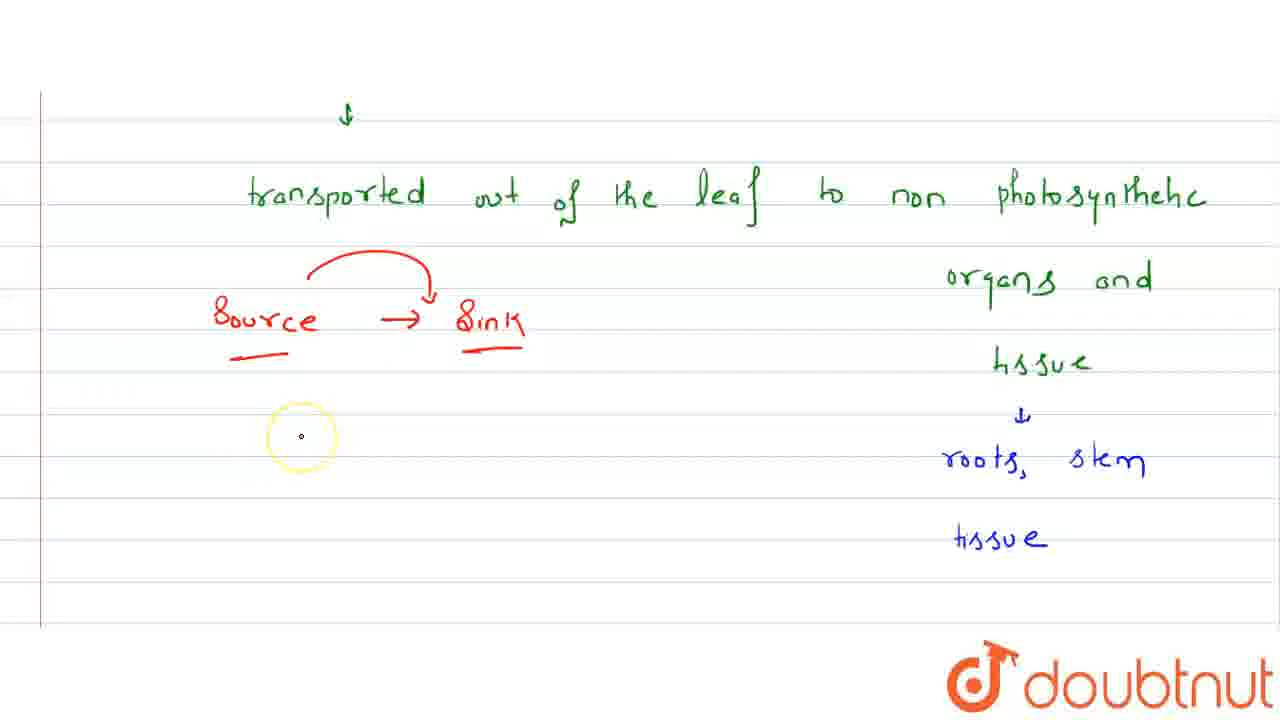 ↓
transported out of the leaf to non photosynthetic
organs and
Source → Sink
tissue
↓
roots, stem
tissue
doubtnut